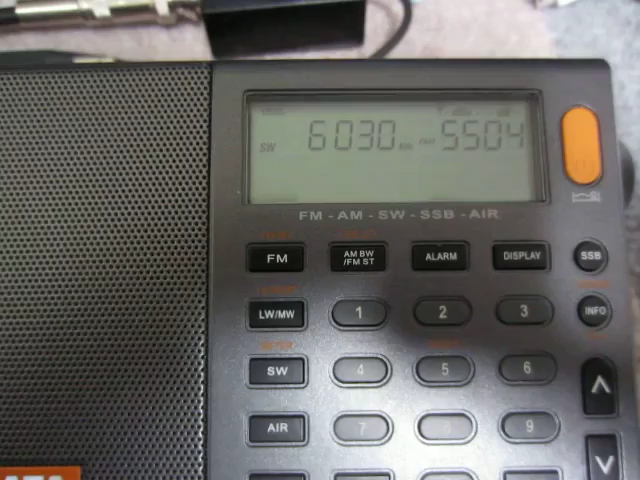 SW 6030 5504
FM - AM - SW - SSB - AIR
FM AM BW /FM ST ALARM DISPLAY SSB
LW/MW 1 2 3 INFO
SW 4 5 6
AIR 7 9